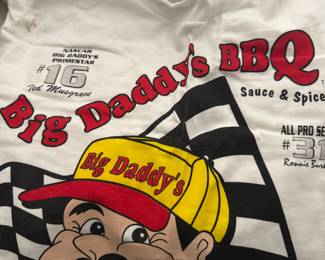 NASCAR
BIG DADDY'S
PRIMESTAR
#16
Ted Musgrave
Big Daddy's BBQ
Sauce & Spice
ALL PRO SE
#31
Ronnie Bur
Big Daddy's